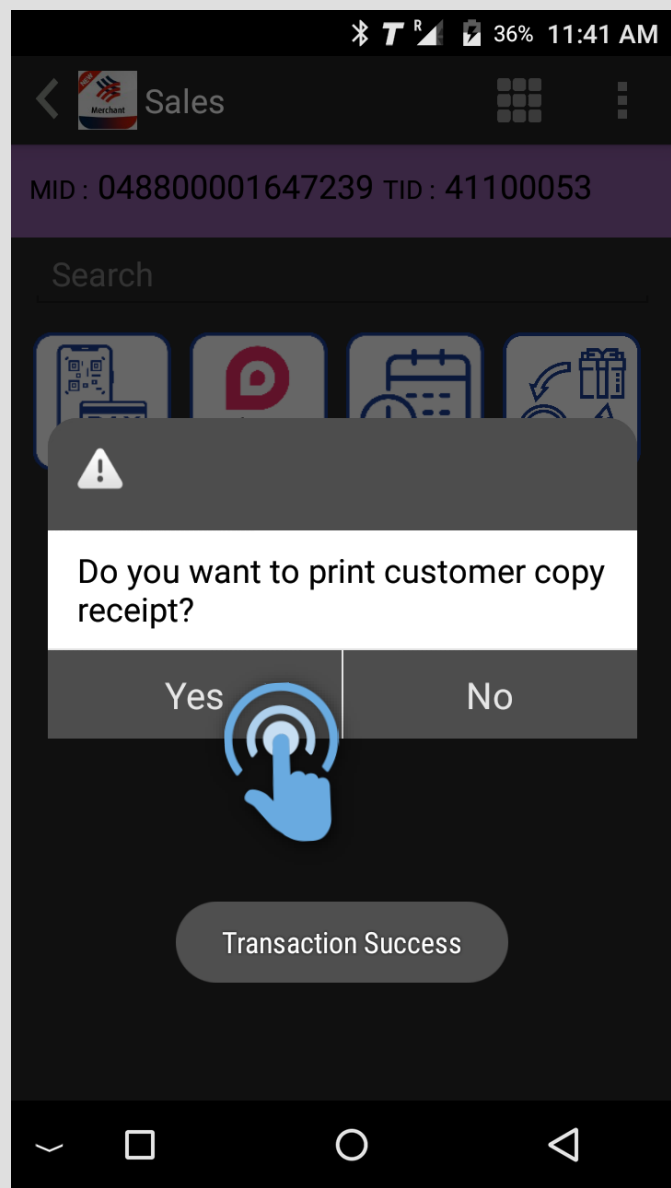 R
36% 11:41 AM
NEW
Merchant
Sales
MID : 048800001647239 TID : 41100053
Search
Do you want to print customer copy
receipt?
Yes
No
Transaction Success